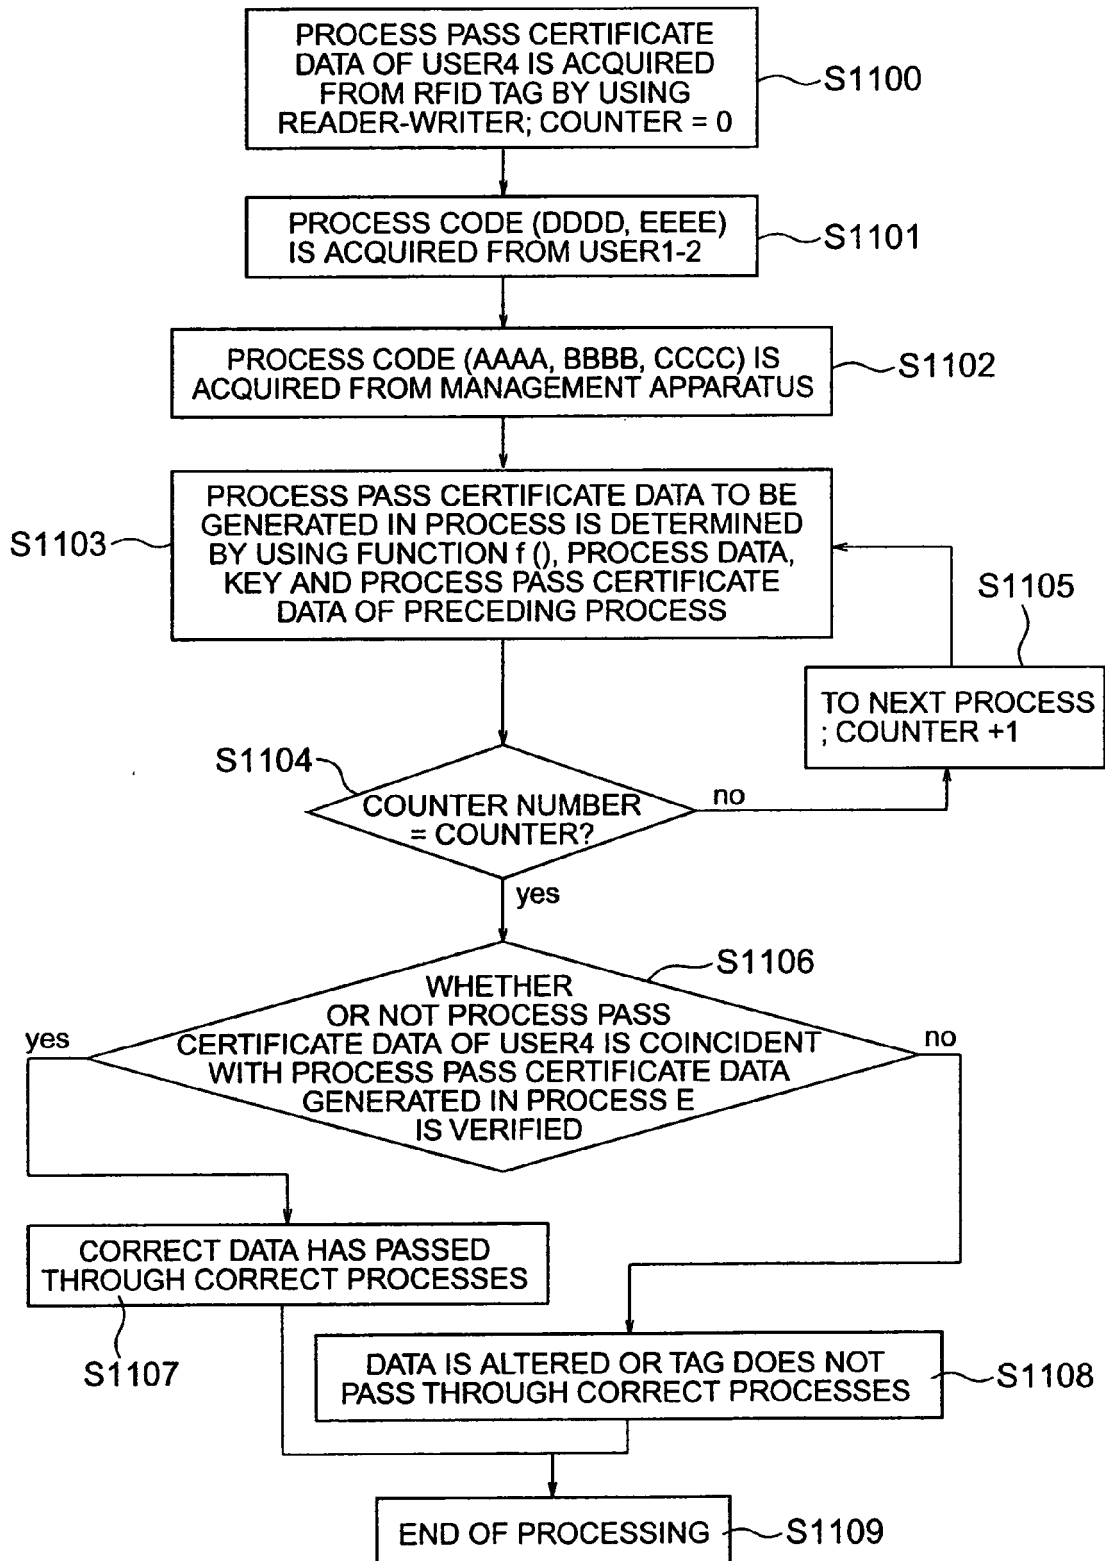 PROCESS PASS CERTIFICATE
DATA OF USER4 IS ACQUIRED
FROM RFID TAG BY USING
READER-WRITER; COUNTER = 0
S1100
PROCESS CODE (DDDD, EEEE)
IS ACQUIRED FROM USER1-2
S1101
PROCESS CODE (AAAA, BBBB, CCCC) IS
ACQUIRED FROM MANAGEMENT APPARATUS
S1102
PROCESS PASS CERTIFICATE DATA TO BE
GENERATED IN PROCESS IS DETERMINED
BY USING FUNCTION f (), PROCESS DATA,
KEY AND PROCESS PASS CERTIFICATE
DATA OF PRECEDING PROCESS
S1103
S1105
TO NEXT PROCESS
; COUNTER +1
S1104
COUNTER NUMBER
= COUNTER?
no
yes
S1106
WHETHER
OR NOT PROCESS PASS
CERTIFICATE DATA OF USER4 IS COINCIDENT
WITH PROCESS PASS CERTIFICATE DATA
GENERATED IN PROCESS E
IS VERIFIED
yes
no
CORRECT DATA HAS PASSED
THROUGH CORRECT PROCESSES
S1107
DATA IS ALTERED OR TAG DOES NOT
PASS THROUGH CORRECT PROCESSES
S1108
END OF PROCESSING
S1109